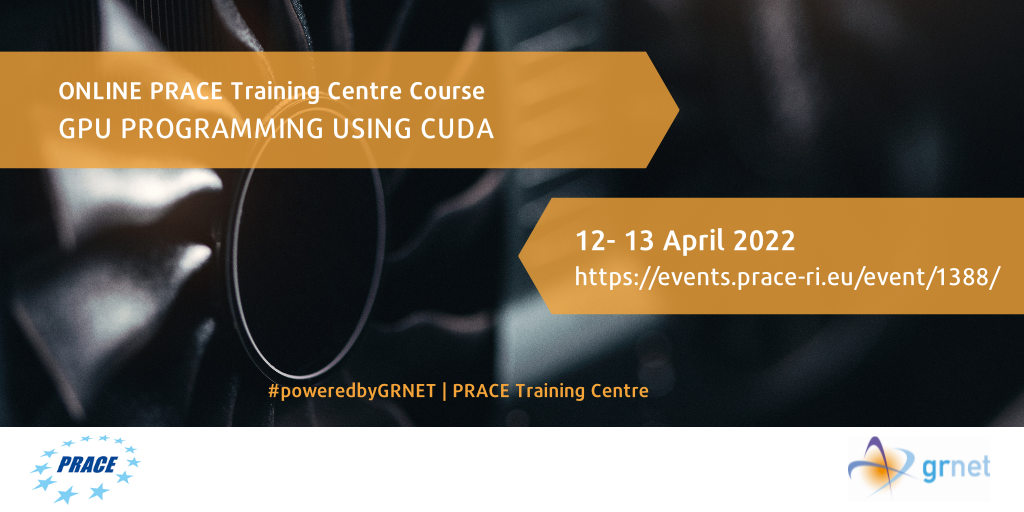 ONLINE PRACE Training Centre Course
GPU PROGRAMMING USING CUDA
12- 13 April 2022
https://events.prace-ri.eu/event/1388/
#poweredbyGRNET | PRACE Training Centre
PRACE
grnet